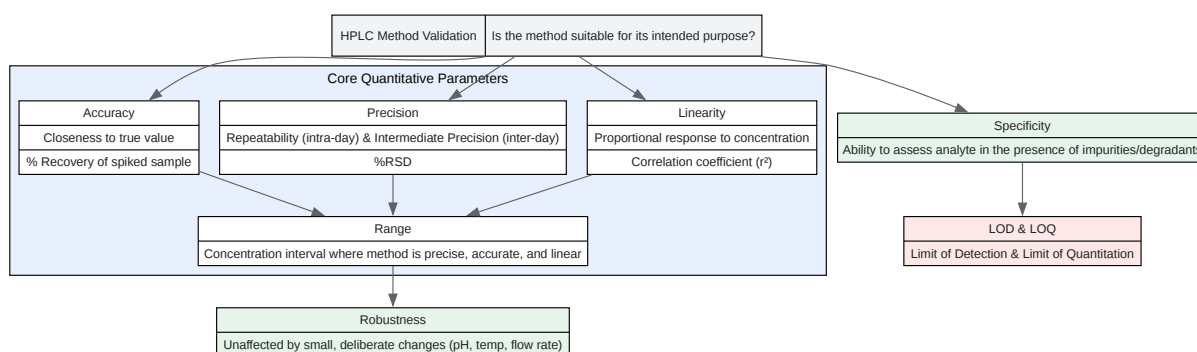 HPLC Method Validation
Is the method suitable for its intended purpose?
Core Quantitative Parameters
Accuracy
Closeness to true value
% Recovery of spiked sample
Precision
Repeatability (intra-day) & Intermediate Precision (inter-day)
%RSD
Linearity
Proportional response to concentration
Correlation coefficient (r²)
Specificity
Ability to assess analyte in the presence of impurities/degradants
Range
Concentration interval where method is precise, accurate, and linear
LOD & LOQ
Limit of Detection & Limit of Quantitation
Robustness
Unaffected by small, deliberate changes (pH, temp, flow rate)